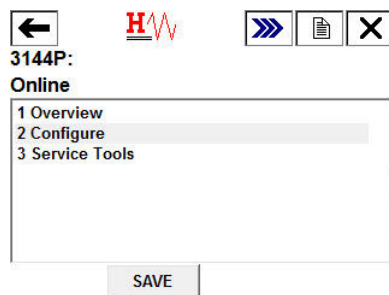 H
3144P:
Online
1 Overview
2 Configure
3 Service Tools
SAVE